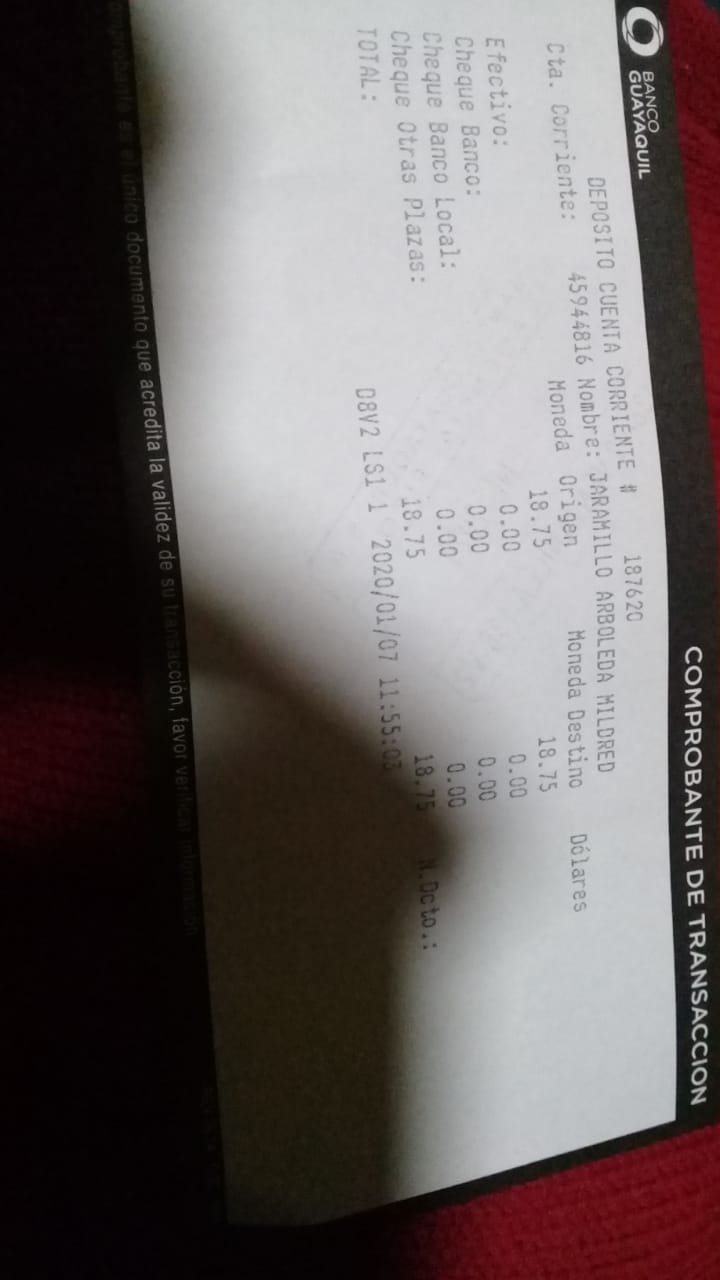 COMPROBANTE DE TRANSACCION
BANCO
GUAYAQUIL
DEPOSITO CUENTA CORRIENTE # 187620
Cta. Corriente: 45944816 Nombre: JARAMILLO ARBOLEDA MILDRED
Moneda Origen Moneda Destino Dólares
Efectivo: 18.75 18.75
Cheque Banco: 0.00 0.00
Cheque Banco Local: 0.00 0.00
Cheque Otras Plazas: 0.00 0.00
TOTAL: 18.75 18.75 N.Dcto.:
D8V2 LS1 1 2020/01/07 11:55:03
omprobante es el único documento que acredita la validez de su transacción, favor verificar información